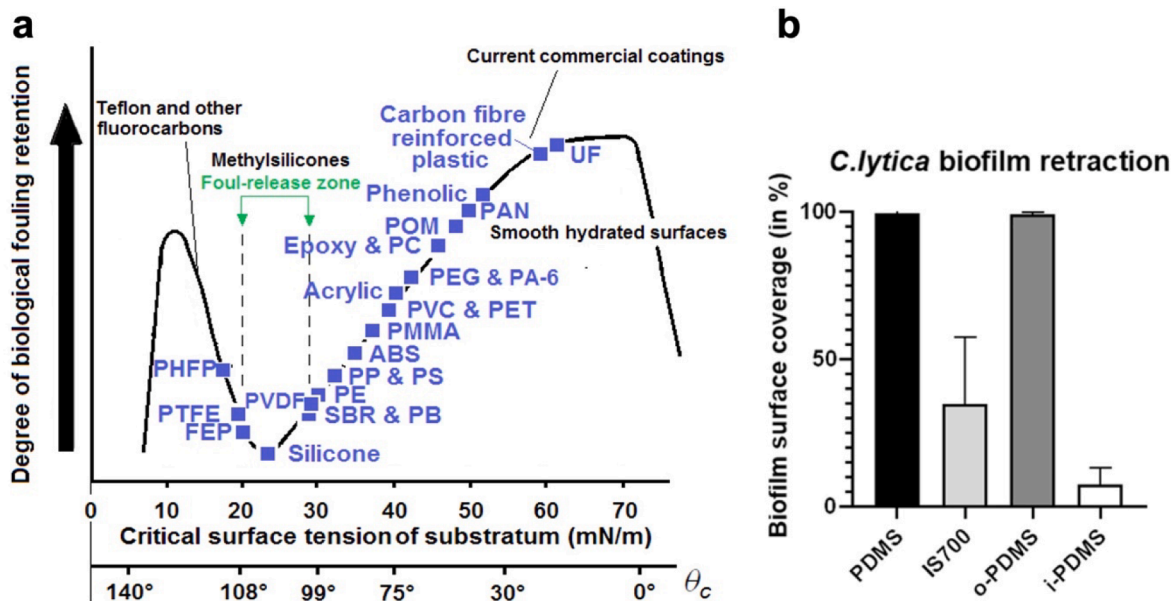 a
Degree of biological fouling retention
Teflon and other
fluorocarbons
Methylsilicones
Foul-release zone
Current commercial coatings
Carbon fibre
reinforced
plastic
UF
Phenolic
PAN
POM
Smooth hydrated surfaces
Epoxy & PC
PEG & PA-6
Acrylic
PVC & PET
PMMA
ABS
PHFP
PP & PS
PVDF
PE
PTFE
SBR & PB
FEP
Silicone
0 10 20 30 40 50 60 70
Critical surface tension of substratum (mN/m)
140° 108° 99° 75° 30° 0° θc
b
C.lytica biofilm retraction
Biofilm surface coverage (in %)
100
50
0
PDMS
IS700
o-PDMS
i-PDMS